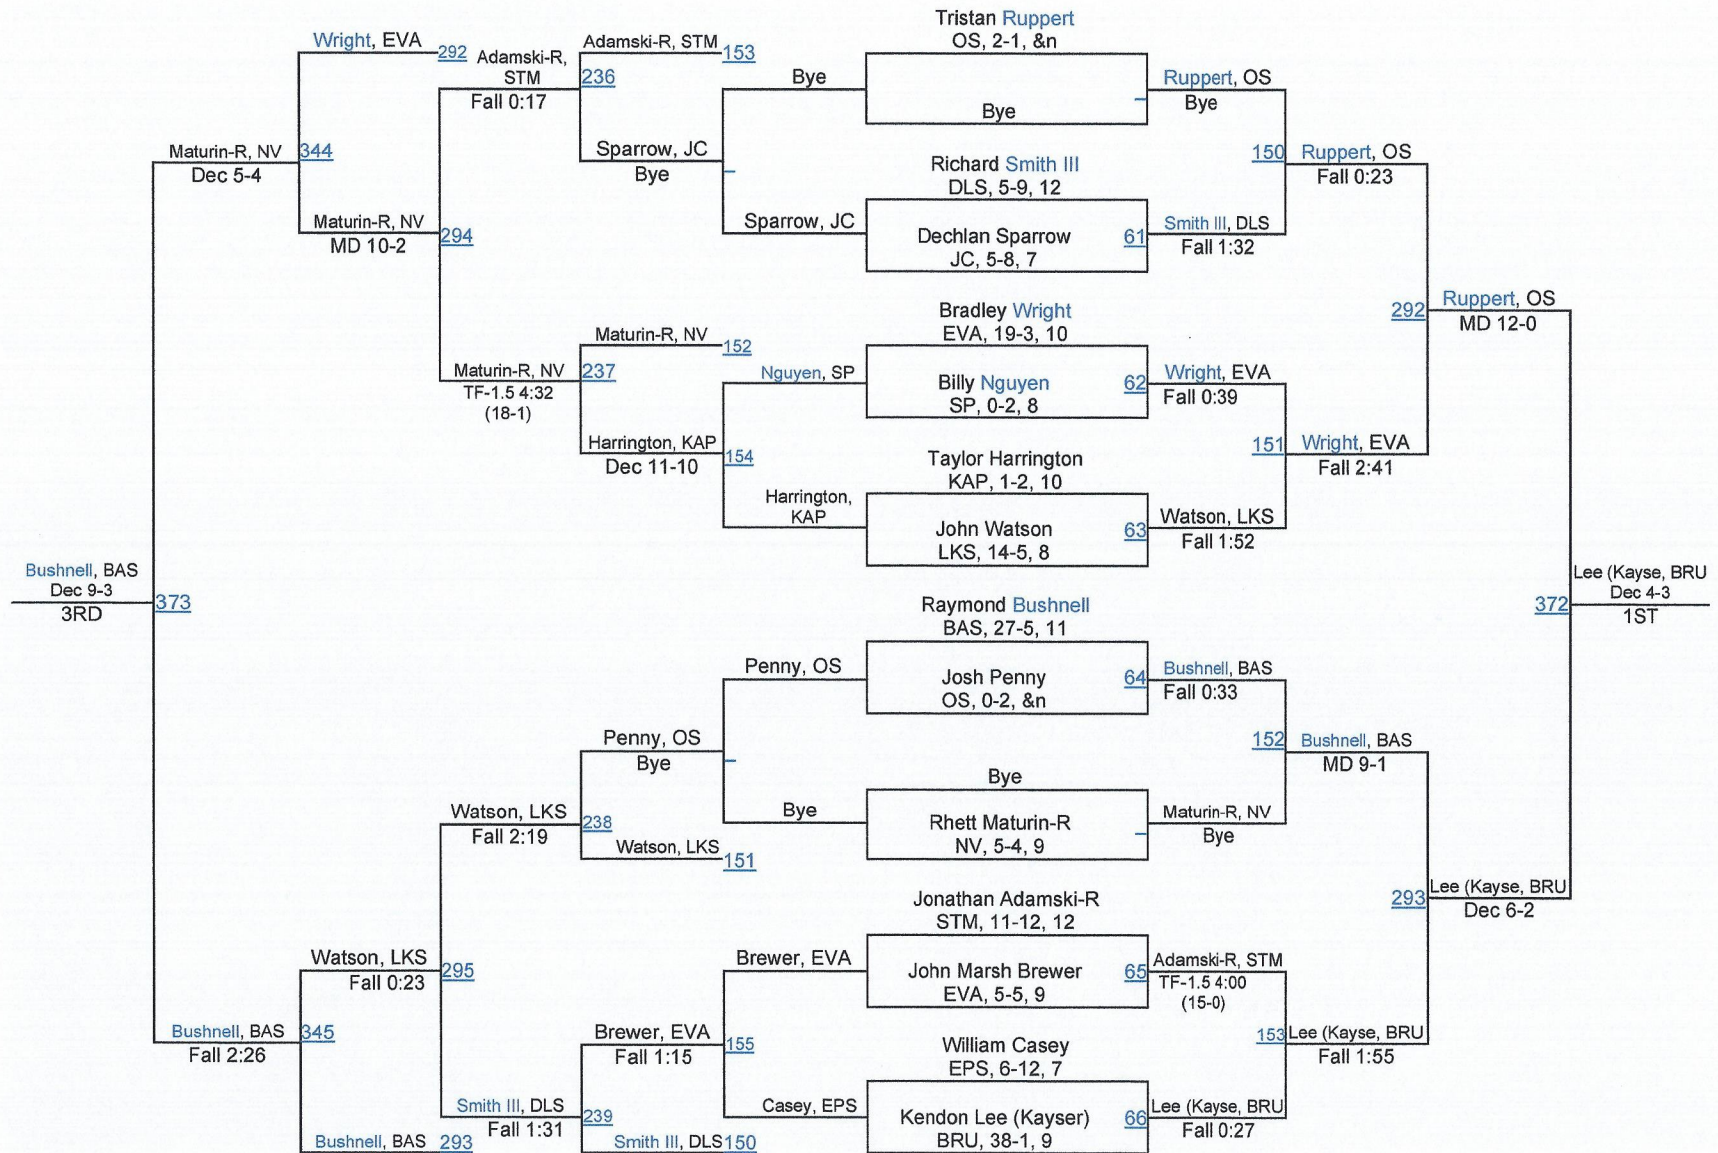 Tristan Ruppert
OS, 2-1, &n
Bye
Richard Smith III
DLS, 5-9, 12
Dechlan Sparrow
JC, 5-8, 7
61
Bradley Wright
EVA, 19-3, 10
Billy Nguyen
SP, 0-2, 8
62
Taylor Harrington
KAP, 1-2, 10
John Watson
LKS, 14-5, 8
63
Raymond Bushnell
BAS, 27-5, 11
Josh Penny
OS, 0-2, &n
64
Bye
Rhett Maturin-R
NV, 5-4, 9
Jonathan Adamski-R
STM, 11-12, 12
John Marsh Brewer
EVA, 5-5, 9
65
William Casey
EPS, 6-12, 7
Kendon Lee (Kayser)
BRU, 38-1, 9
66
Ruppert, OS
Bye
Smith III, DLS
Fall 1:32
Wright, EVA
Fall 0:39
Watson, LKS
Fall 1:52
Bushnell, BAS
Fall 0:33
Maturin-R, NV
Bye
Adamski-R, STM
TF-1.5 4:00
(15-0)
Lee (Kayse, BRU
Fall 0:27
150
Ruppert, OS
Fall 0:23
151
Wright, EVA
Fall 2:41
152
Bushnell, BAS
MD 9-1
153
Lee (Kayse, BRU
Fall 1:55
292
Ruppert, OS
MD 12-0
293
Lee (Kayse, BRU
Dec 6-2
372
Lee (Kayse, BRU
Dec 4-3
1ST
Bye
Sparrow, JC
Nguyen, SP
Harrington,
KAP
Penny, OS
Bye
Brewer, EVA
Casey, EPS
Adamski-R, STM
153
Sparrow, JC
Bye
Maturin-R, NV
152
Harrington, KAP
Dec 11-10
154
Penny, OS
Bye
Watson, LKS
151
Brewer, EVA
Fall 1:15
155
Smith III, DLS
150
Adamski-R,
STM
Fall 0:17
236
Maturin-R, NV
TF-1.5 4:32
(18-1)
237
Watson, LKS
Fall 2:19
238
Smith III, DLS
Fall 1:31
239
Wright, EVA
292
Maturin-R, NV
MD 10-2
294
Watson, LKS
Fall 0:23
295
Bushnell, BAS
293
Maturin-R, NV
Dec 5-4
344
Bushnell, BAS
Fall 2:26
345
Bushnell, BAS
Dec 9-3
3RD
373